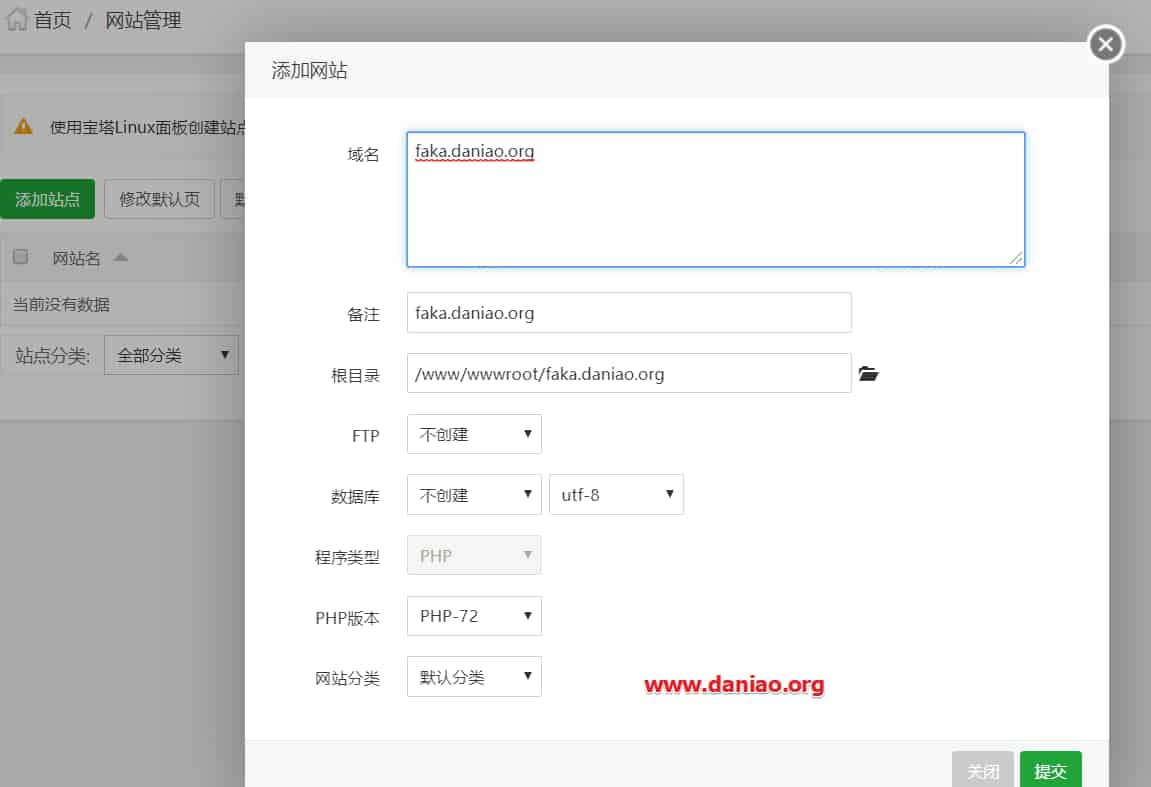 首页 / 网站管理
添加网站
使用宝塔Linux面板创建站点
域名 faka.daniao.org
添加站点 修改默认页
网站名
备注 faka.daniao.org
当前没有数据
站点分类: 全部分类
根目录 /www/wwwroot/faka.daniao.org
FTP 不创建
数据库 不创建 utf-8
程序类型 PHP
PHP版本 PHP-72
网站分类 默认分类
www.daniao.org
关闭 提交